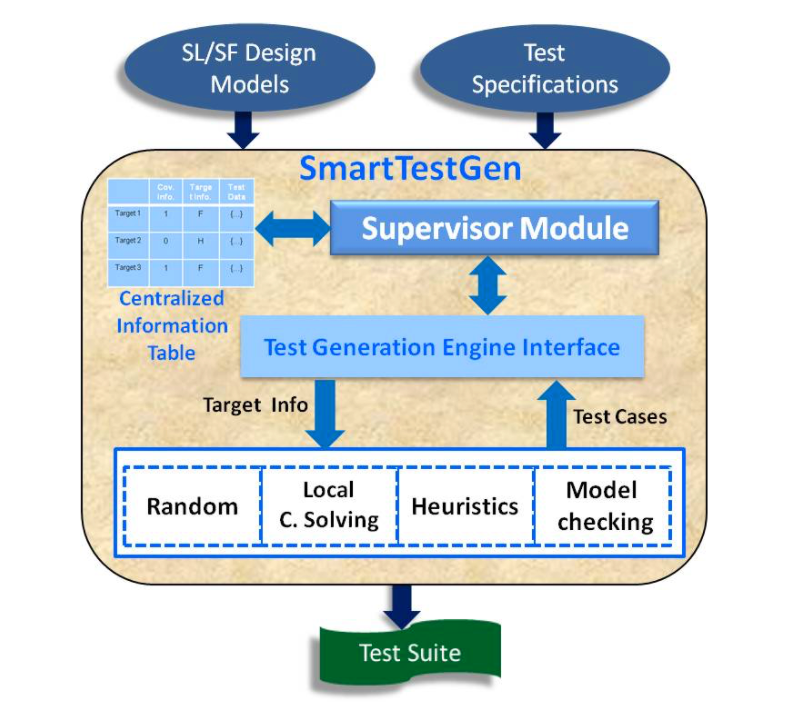 SL/SF Design
Models
Test
Specifications
SmartTestGen
Cov.
Info.
Targe
t Info.
Test
Data
Target 1
1
F
{...}
Target 2
0
H
{...}
Target 3
1
F
{...}
Centralized
Information
Table
Supervisor Module
Test Generation Engine Interface
Target Info
Test Cases
Random
Local
C. Solving
Heuristics
Model
checking
Test Suite